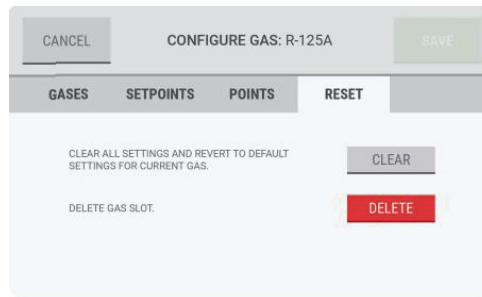 CANCEL CONFIGURE GAS: R-125A SAVE
GASES SETPOINTS POINTS RESET
CLEAR ALL SETTINGS AND REVERT TO DEFAULT
SETTINGS FOR CURRENT GAS.
CLEAR
DELETE GAS SLOT.
DELETE